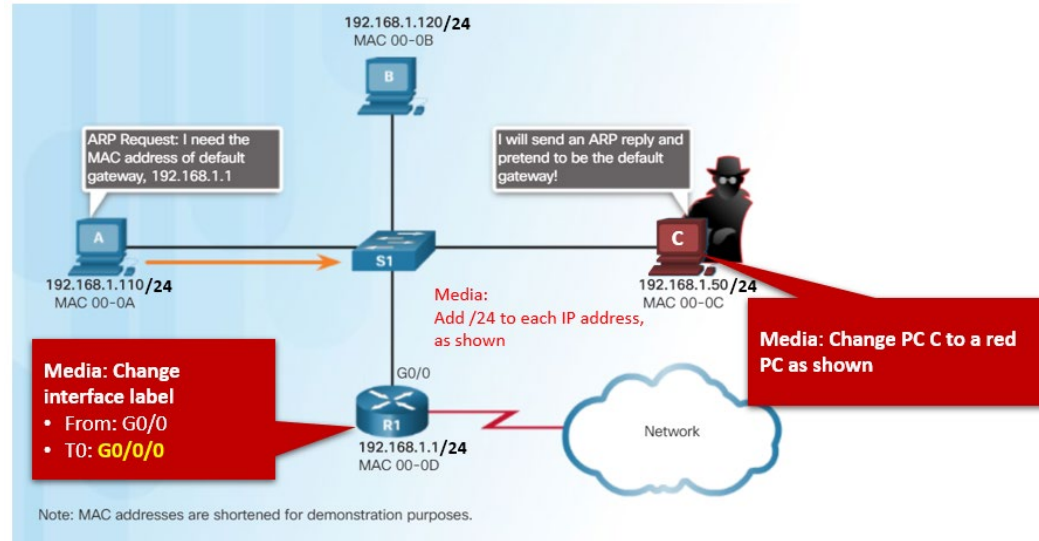 192.168.1.120/24
MAC 00-0B
B
ARP Request: I need the
MAC address of default
gateway, 192.168.1.1
I will send an ARP reply and
pretend to be the default
gateway!
A
S1
C
192.168.1.110/24
MAC 00-0A
192.168.1.50/24
MAC 00-0C
Media:
Add /24 to each IP address,
as shown
Media: Change PC C to a red
PC as shown
Media: Change
interface label
• From: G0/0
• T0: G0/0/0
G0/0
R1
192.168.1.1/24
MAC 00-0D
Network
Note: MAC addresses are shortened for demonstration purposes.